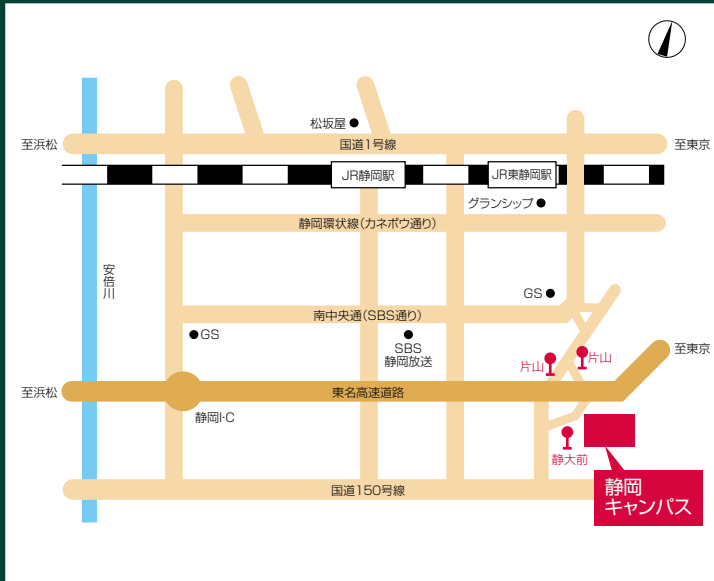 松坂屋
至浜松
国道1号線
至東京
JR静岡駅
JR東静岡駅
グランシップ
静岡環状線（カネボウ通り）
安倍川
GS
南中央通（SBS通り）
GS
SBS
静岡放送
至東京
片山
片山
至浜松
東名高速道路
静岡I・C
静大前
静岡
キャンパス
国道150号線